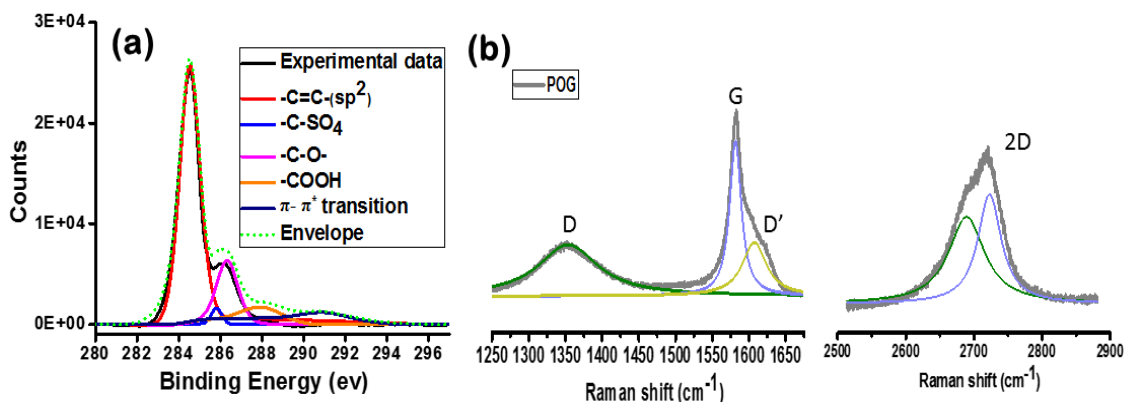 (a)
3E+04
2E+04
1E+04
0E+00
Counts
280 282 284 286 288 290 292 294 296
Binding Energy (ev)
Experimental data
-C=C-(sp²)
-C-SO₄
-C-O-
-COOH
π- π* transition
Envelope
(b)
POG
D
G
D’
1250 1350 1450 1500 1550 1600 1650
Raman shift (cm⁻¹)
2D
2500 2600 2700 2800 2900
Raman shift (cm⁻¹)